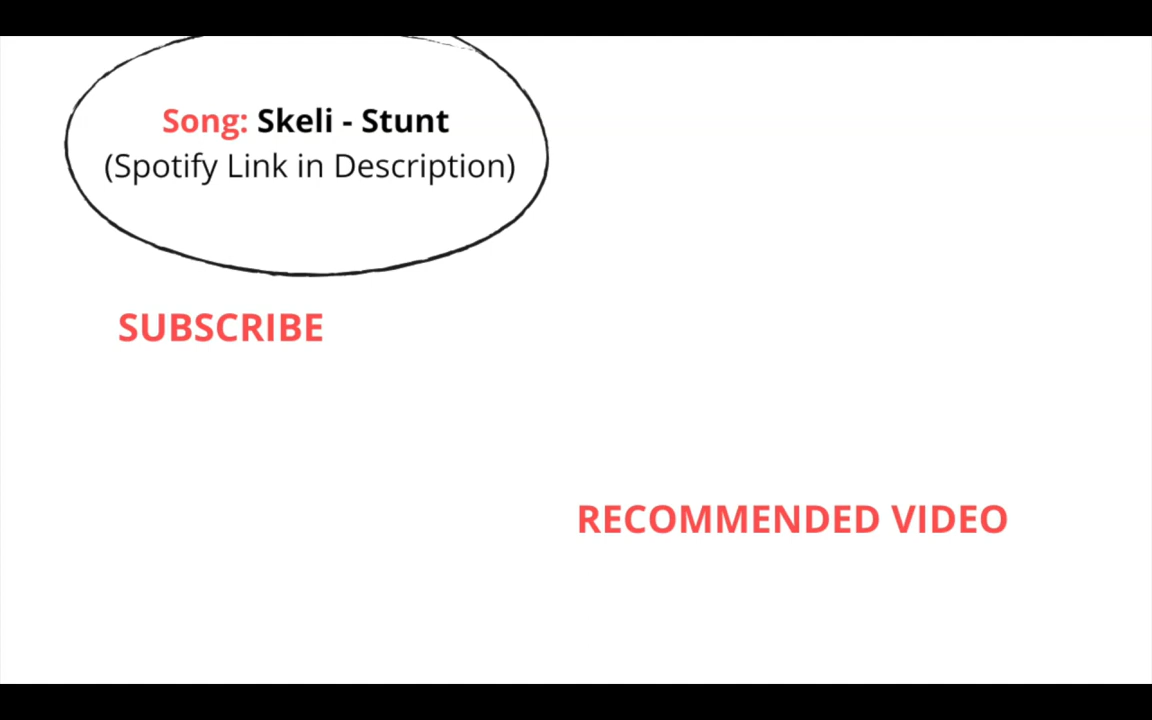 Song: Skeli - Stunt
(Spotify Link in Description)
SUBSCRIBE
RECOMMENDED VIDEO